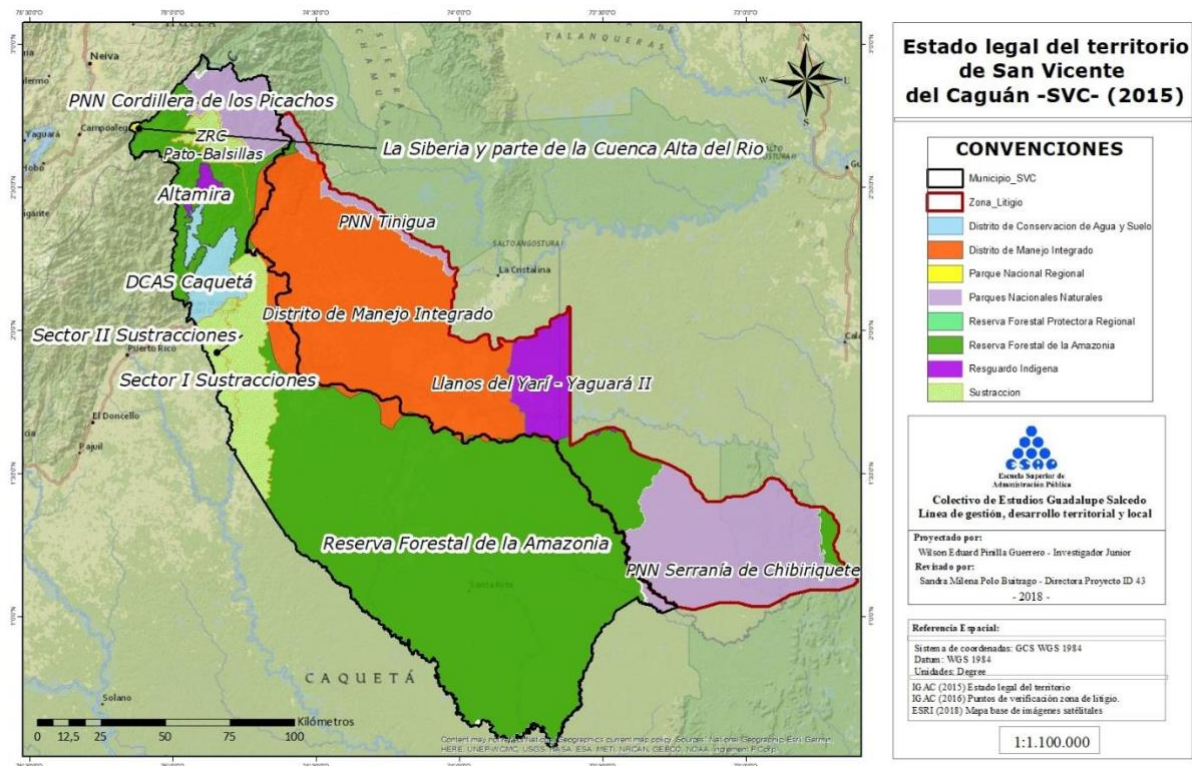 Estado legal del territorio
de San Vicente
del Caguán -SVC- (2015)
CONVENCIONES
Municipio_SVC
Zona_Litigio
Distrito de Conservacion de Agua y Suelo
Distrito de Manejo Integrado
Parque Nacional Regional
Parques Nacionales Naturales
Reserva Forestal Protectora Regional
Reserva Forestal de la Amazonia
Resguardo Indigena
Sustraccion
ESAP
Escuela Superior de
Administración Pública
Colectivo de Estudios Guadalupe Salcedo
Línea de gestión, desarrollo territorial y local
Proyectado por:
Wilson Eduard Pinilla Guerrero - Investigador Junior
Revisado por:
Sandra Milena Polo Buitrago - Directora Proyecto ID 43
- 2018 -
Referencia Espacial:
Sistema de coordenadas: GCS WGS 1984
Datum: WGS 1984
Unidades: Degree
IGAC (2015) Estado legal del territorio
IGAC (2016) Puntos de verificación zona de litigio.
ESRI (2018) Mapa base de imágenes satélitales
1:1.100.000
N
W E
S
Neiva
TALANQUERAS
PNN Cordillera de los Picachos
Yaguará
Campoalegre
ZRC
Pato-Balsillas
La Siberia y parte de la Cuenca Alta del Rio
Hobo
Altamira
PNN Tinigua
SALTO ANGOSTURA I
La Cristalina
DCAS Caquetá
Distrito de Manejo Integrado
Sector II Sustracciones
Puerto Rico
Sector I Sustracciones
Llanos del Yarí - Yaguará II
El Doncello
Paujil
Reserva Forestal de la Amazonia
PNN Serranía de Chibiriquete
Santa Rita
CAQUETÁ
Solano
Kilómetros
0 12,5 25 50 75 100